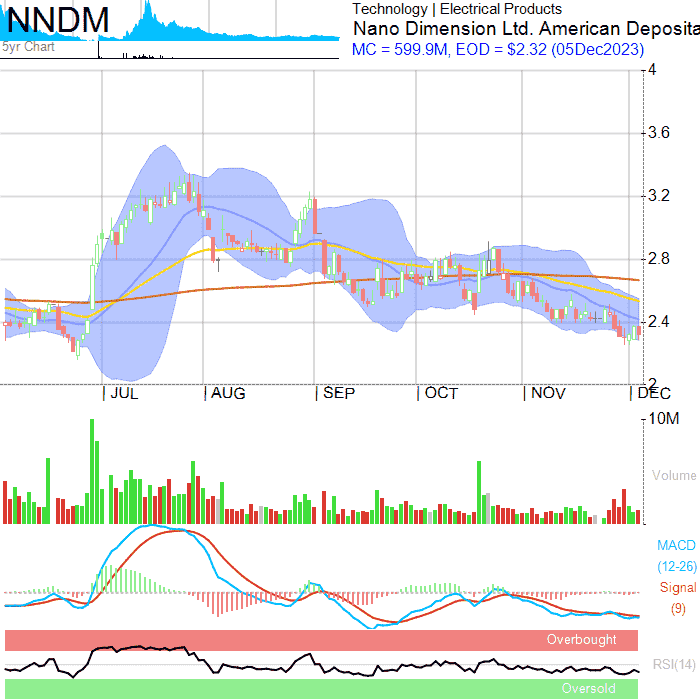 NNDM
5yr Chart
Technology | Electrical Products
Nano Dimension Ltd. American Deposita
MC = 599.9M, EOD = $2.32 (05Dec2023)
4
3.6
3.2
2.8
2.4
2
JUL AUG SEP OCT NOV DEC
10M
Volume
MACD
(12-26)
Signal
(9)
Overbought
RSI(14)
Oversold